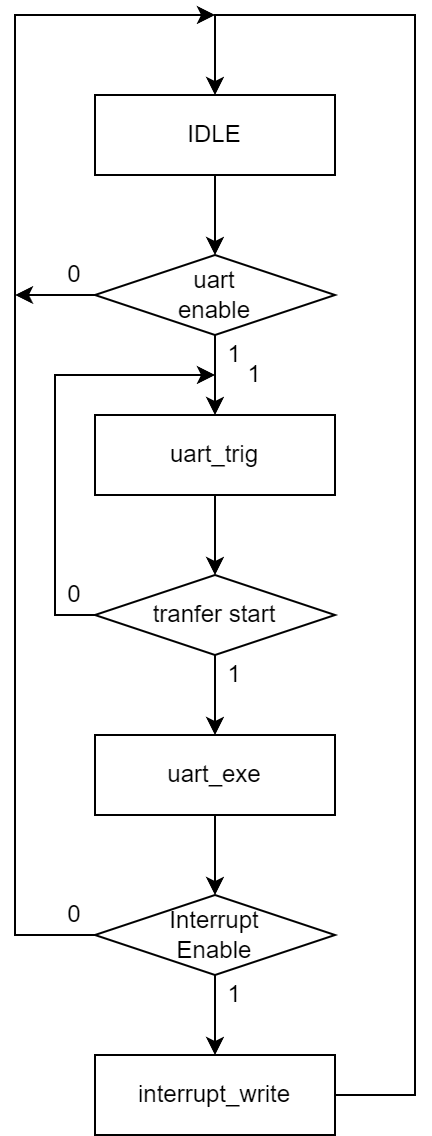 IDLE
0
uart
enable
1
1
uart_trig
0
tranfer start
1
uart_exe
0
Interrupt
Enable
1
interrupt_write